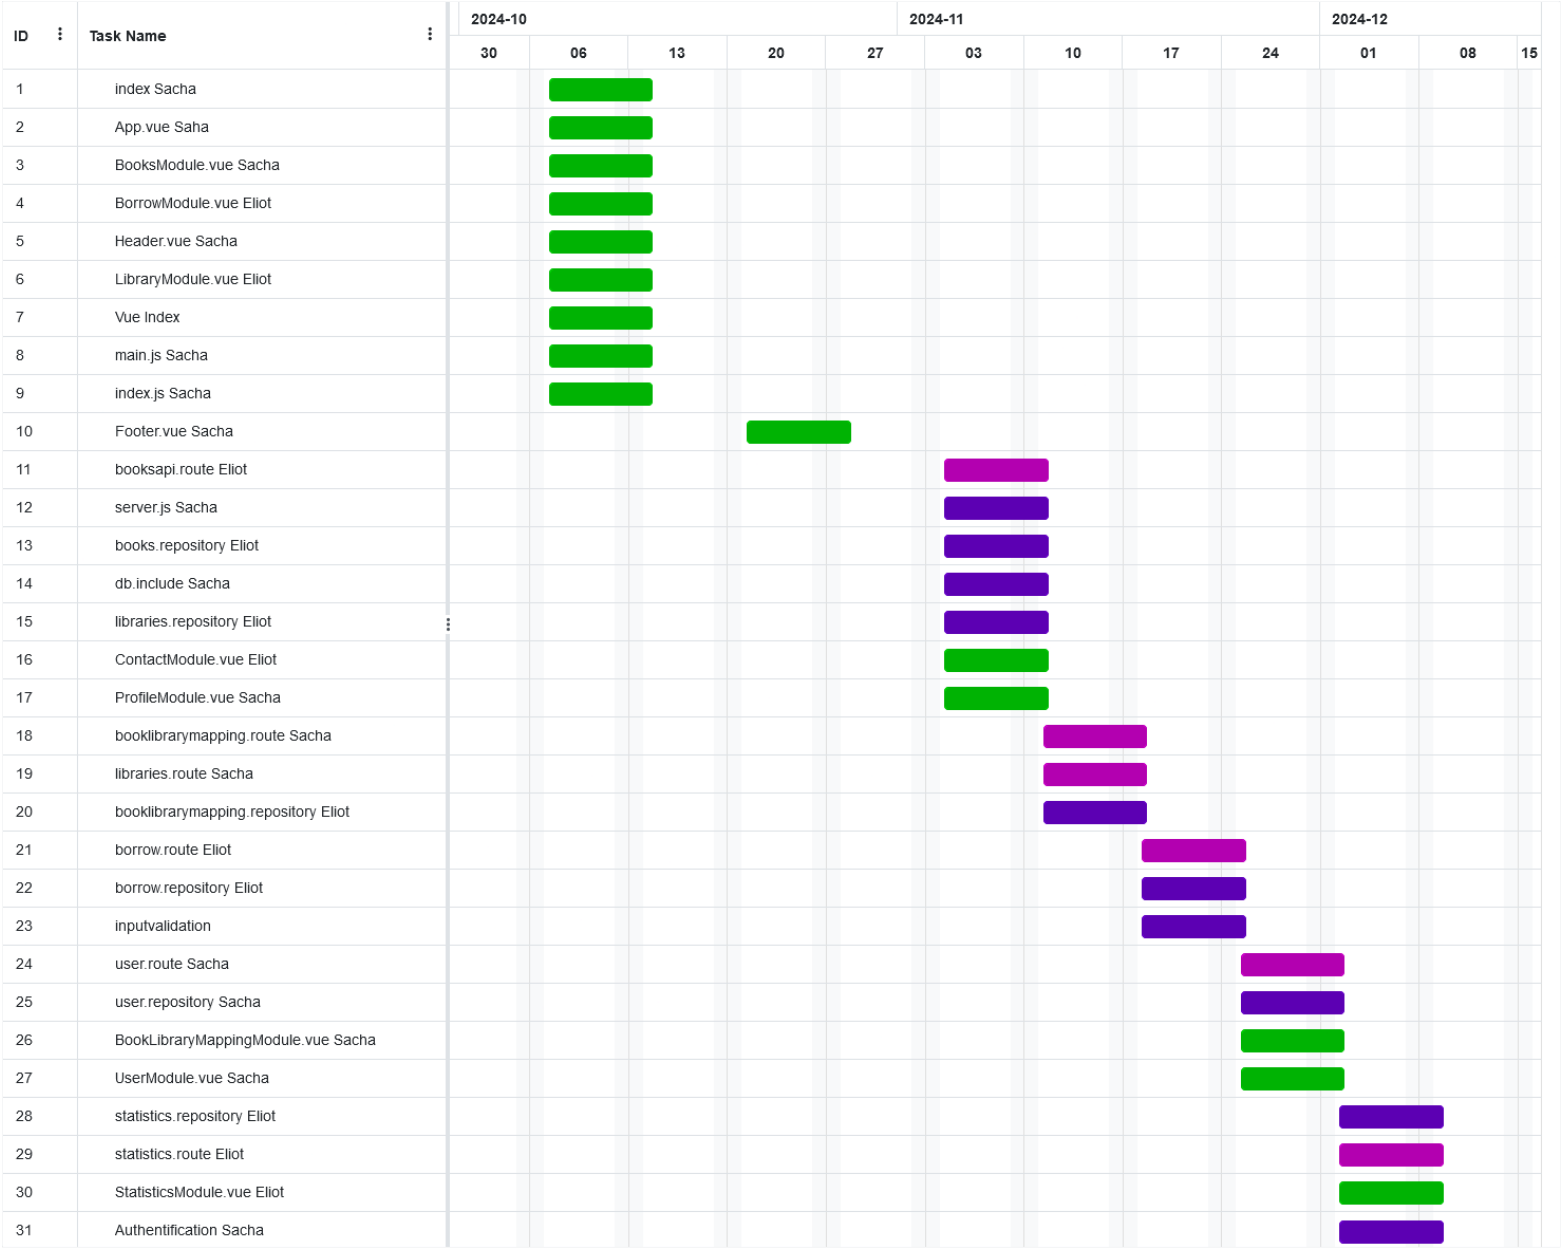 2024-10 2024-11 2024-12
ID Task Name
30 06 13 20 27 03 10 17 24 01 08 15
1 index Sacha
2 App.vue Saha
3 BooksModule.vue Sacha
4 BorrowModule.vue Eliot
5 Header.vue Sacha
6 LibraryModule.vue Eliot
7 Vue Index
8 main.js Sacha
9 index.js Sacha
10 Footer.vue Sacha
11 booksapi.route Eliot
12 server.js Sacha
13 books.repository Eliot
14 db.include Sacha
15 libraries.repository Eliot
16 ContactModule.vue Eliot
17 ProfileModule.vue Sacha
18 booklibrarymapping.route Sacha
19 libraries.route Sacha
20 booklibrarymapping.repository Eliot
21 borrow.route Eliot
22 borrow.repository Eliot
23 inputvalidation
24 user.route Sacha
25 user.repository Sacha
26 BookLibraryMappingModule.vue Sacha
27 UserModule.vue Sacha
28 statistics.repository Eliot
29 statistics.route Eliot
30 StatisticsModule.vue Eliot
31 Authentification Sacha